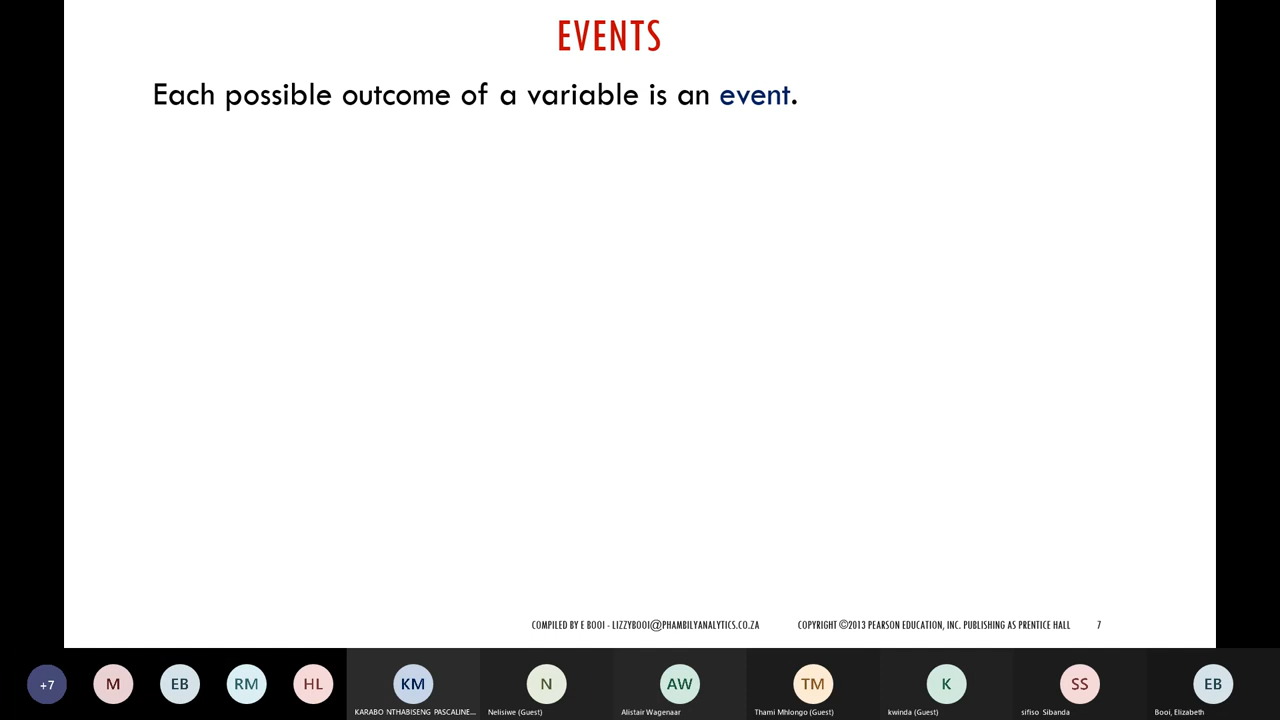 EVENTS
Each possible outcome of a variable is an event.
COMPILED BY E BOOI - LIZZYBOOI@PHAMBILYANALYTICS.CO.ZA
COPYRIGHT ©2013 PEARSON EDUCATION, INC. PUBLISHING AS PRENTICE HALL
7
+7
M
EB
RM
HL
KM
N
AW
TM
K
SS
EB
KARABO NTHABISENG PASCALINE...
Nelisiwe (Guest)
Alistair Wagenaar
Thami Mhlongo (Guest)
kwinda (Guest)
sifiso Sibanda
Booi, Elizabeth